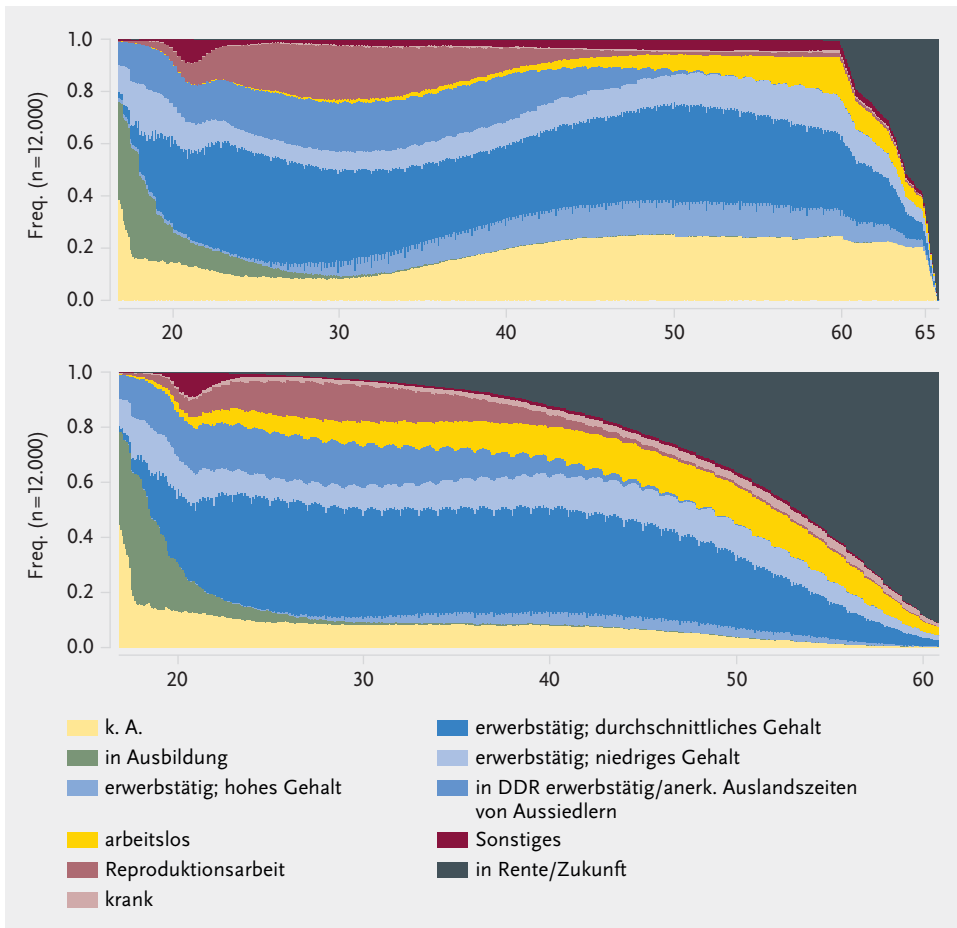 Freq. (n=12.000)
1.0
0.8
0.6
0.4
0.2
0.0
20
30
40
50
60
65
Freq. (n=12.000)
1.0
0.8
0.6
0.4
0.2
0.0
20
30
40
50
60
k. A.
in Ausbildung
erwerbstätig; hohes Gehalt
arbeitslos
Reproduktionsarbeit
krank
erwerbstätig; durchschnittliches Gehalt
erwerbstätig; niedriges Gehalt
in DDR erwerbstätig/anerk. Auslandszeiten
von Aussiedlern
Sonstiges
in Rente/Zukunft